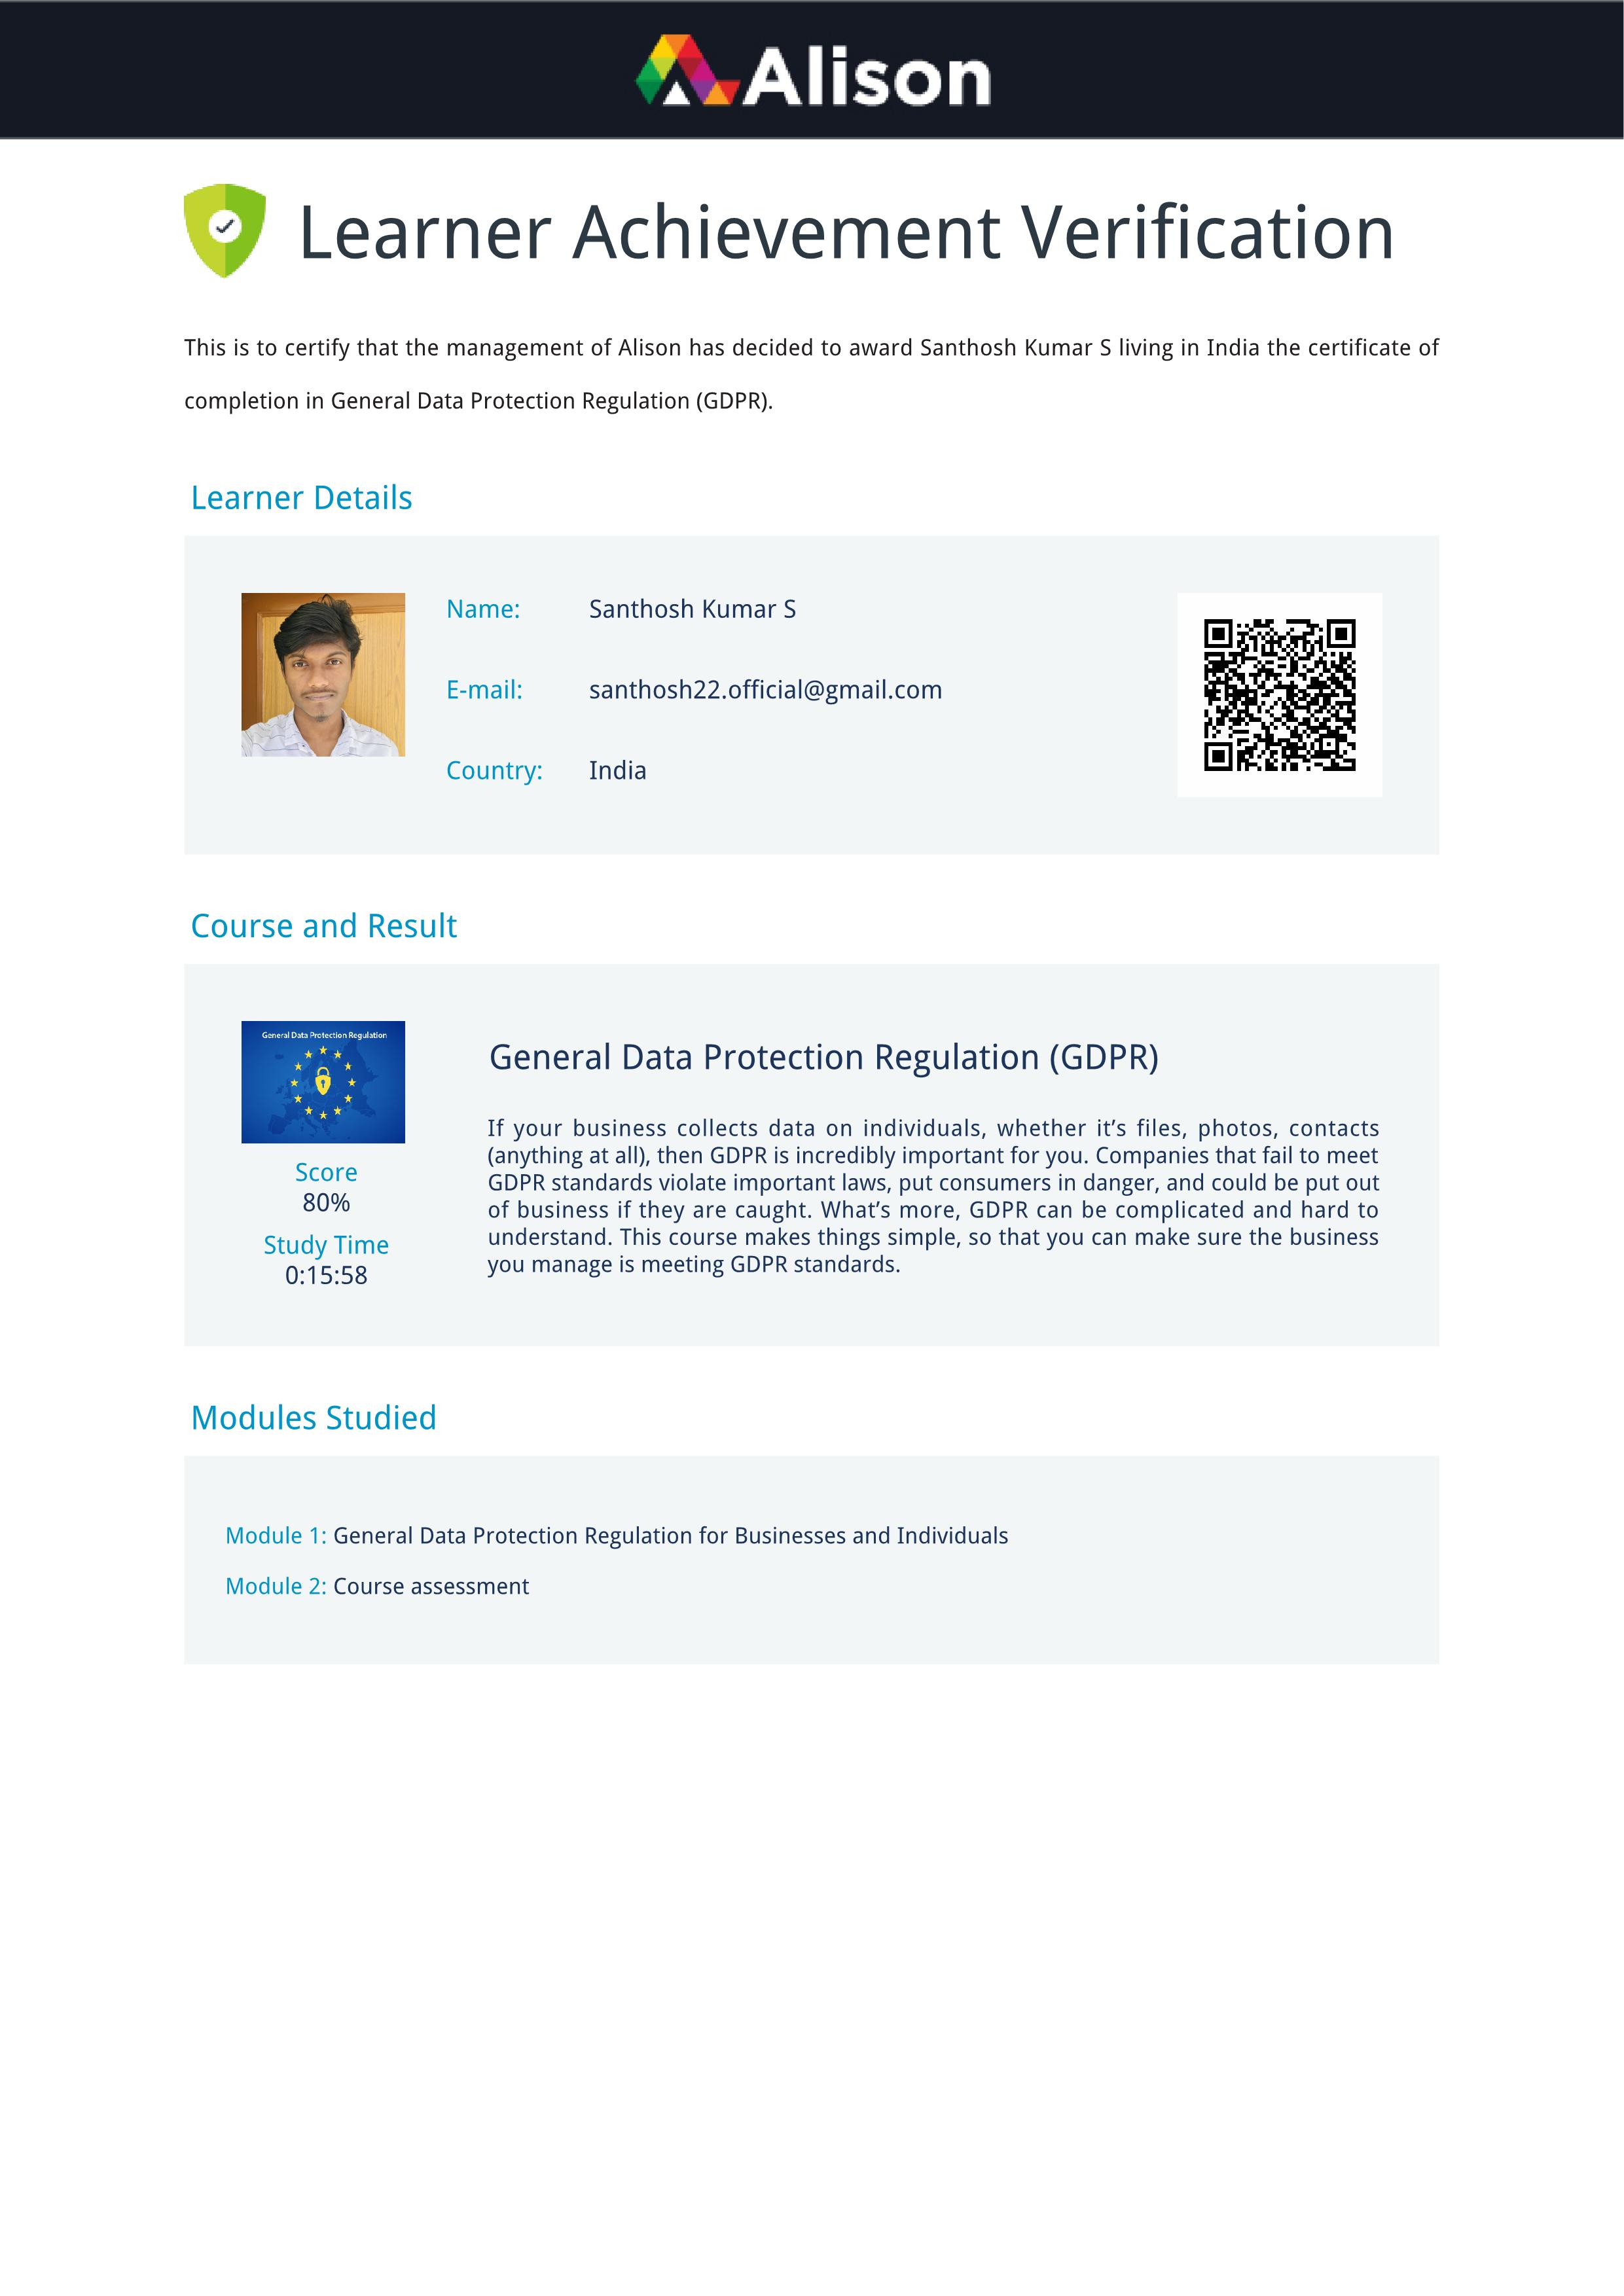 Alison
Learner Achievement Verification
This is to certify that the management of Alison has decided to award Santhosh Kumar S living in India the certificate of
completion in General Data Protection Regulation (GDPR).
Learner Details
Name: Santhosh Kumar S
E-mail: santhosh22.official@gmail.com
Country: India
Course and Result
General Data Protection Regulation
Score
80%
Study Time
0:15:58
General Data Protection Regulation (GDPR)
If your business collects data on individuals, whether it’s files, photos, contacts
(anything at all), then GDPR is incredibly important for you. Companies that fail to meet
GDPR standards violate important laws, put consumers in danger, and could be put out
of business if they are caught. What’s more, GDPR can be complicated and hard to
understand. This course makes things simple, so that you can make sure the business
you manage is meeting GDPR standards.
Modules Studied
Module 1: General Data Protection Regulation for Businesses and Individuals
Module 2: Course assessment